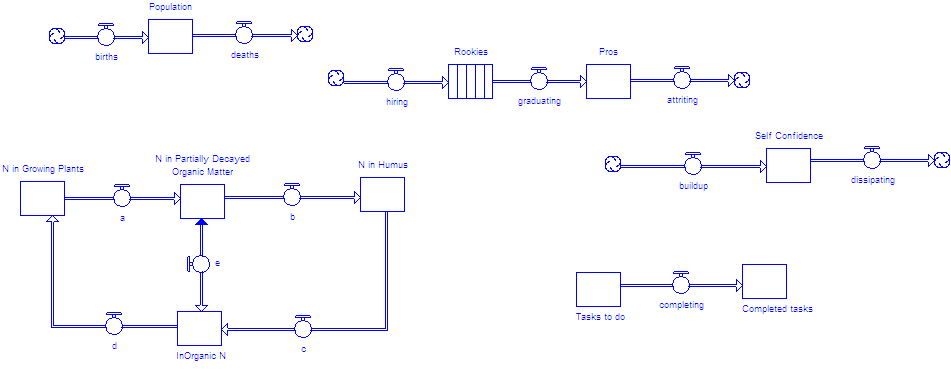 Population
births
deaths
Rookies
Pros
hiring
graduating
attriting
Self Confidence
buildup
dissipating
N in Growing Plants
N in Partially Decayed
Organic Matter
N in Humus
a
b
e
d
c
InOrganic N
Tasks to do
completing
Completed tasks